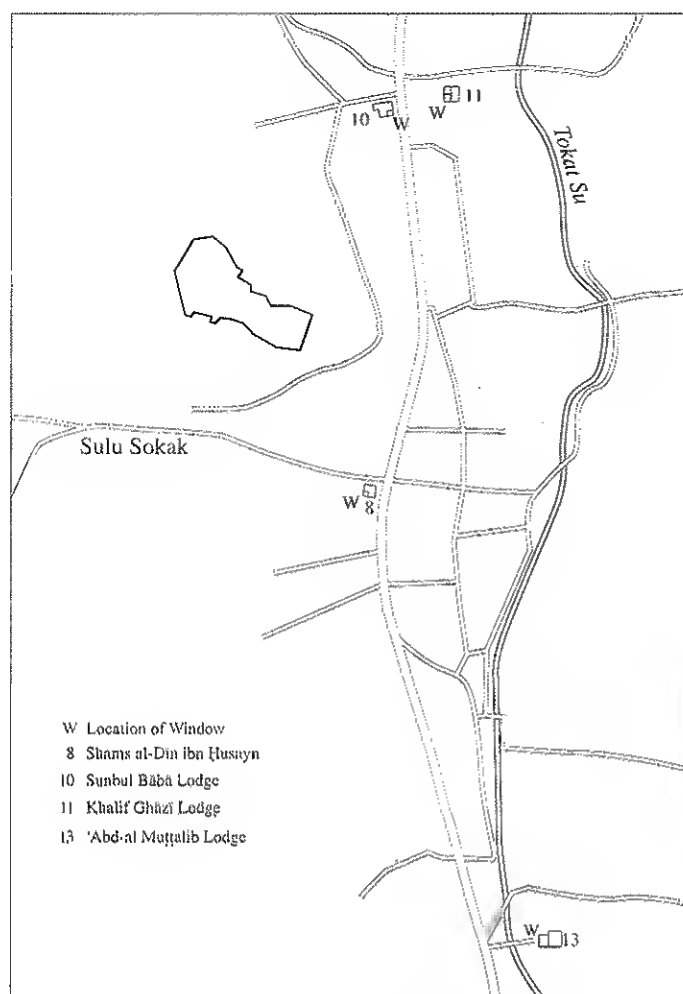 11
10
W
W
Tokat Su
Sulu Sokak
W
8
W Location of Window
8 Shams al-Dīn ibn Ḥusayn
10 Sunbul Bābā Lodge
11 Khalif Ghāzī Lodge
13 'Abd-al Muṭṭalib Lodge
W
13